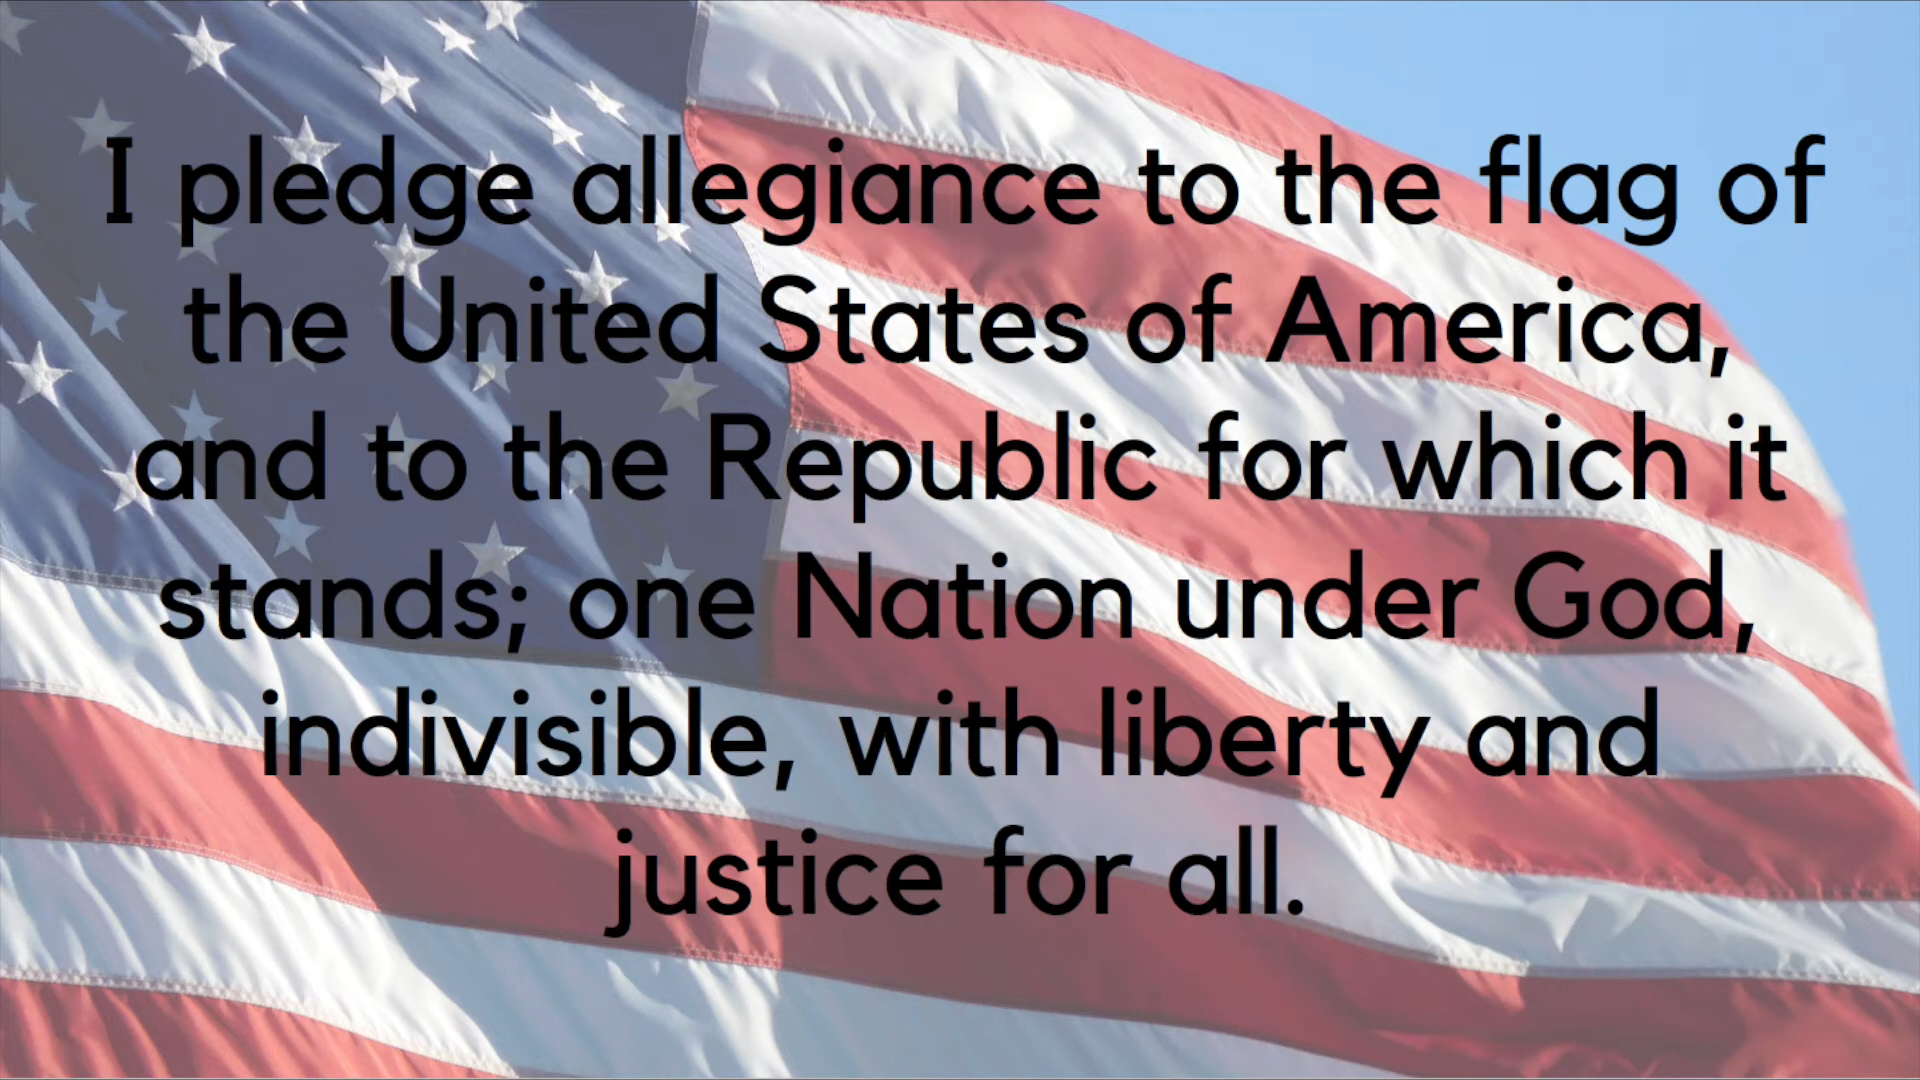 I pledge allegiance to the flag of
the United States of America,
and to the Republic for which it
stands; one Nation under God,
indivisible, with liberty and
justice for all.